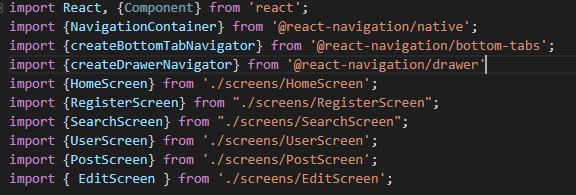 import React, {Component} from 'react';
import {NavigationContainer} from '@react-navigation/native';
import {createBottomTabNavigator} from '@react-navigation/bottom-tabs';
import {createDrawerNavigator} from '@react-navigation/drawer'
import {HomeScreen} from './screens/HomeScreen';
import {RegisterScreen} from "./screens/RegisterScreen";
import {SearchScreen} from "./screens/SearchScreen";
import {UserScreen} from './screens/UserScreen';
import {PostScreen} from './screens/PostScreen';
import { EditScreen } from './screens/EditScreen';